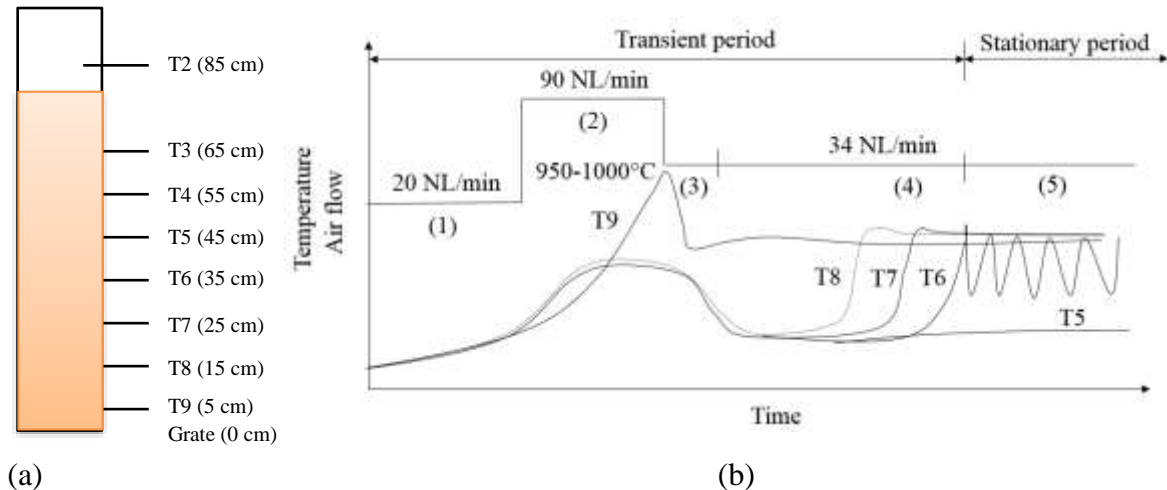 T2 (85 cm)
T3 (65 cm)
T4 (55 cm)
T5 (45 cm)
T6 (35 cm)
T7 (25 cm)
T8 (15 cm)
T9 (5 cm)
Grate (0 cm)
(a)
Transient period
Stationary period
90 NL/min
(2)
950-1000°C
34 NL/min
20 NL/min
(3)
(4)
(5)
(1)
T9
T8
T7
T6
T5
Temperature
Air flow
Time
(b)